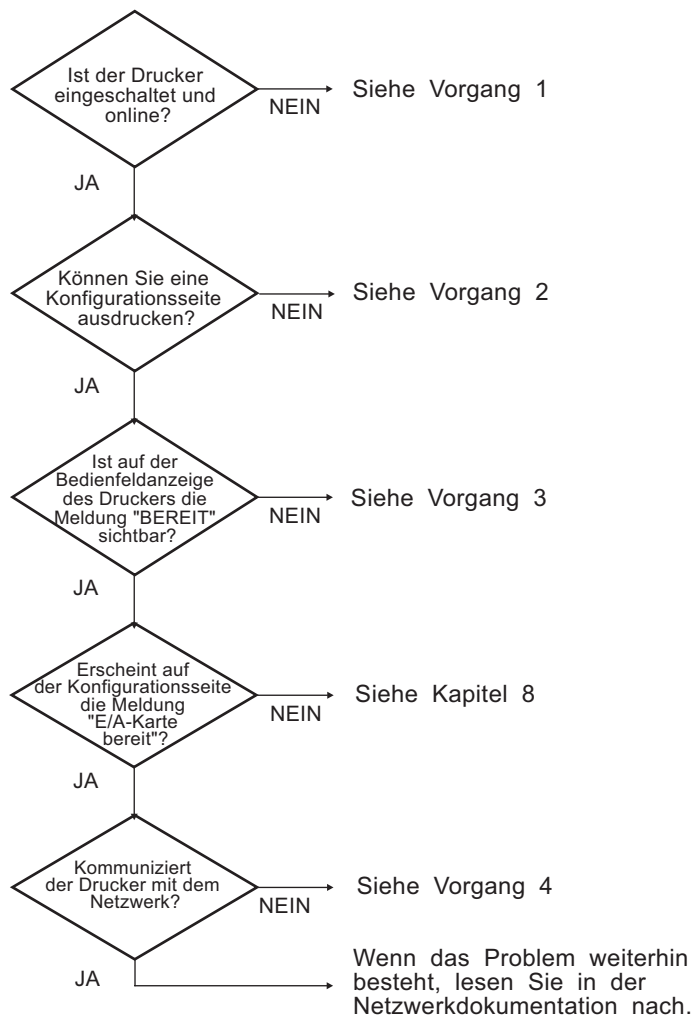 Ist der Drucker
eingeschaltet und
online?
NEIN
Siehe Vorgang 1
JA
Können Sie eine
Konfigurationsseite
ausdrucken?
NEIN
Siehe Vorgang 2
JA
Ist auf der
Bedienfeldanzeige
des Druckers die
Meldung "BEREIT"
sichtbar?
NEIN
Siehe Vorgang 3
JA
Erscheint auf
der Konfigurationsseite
die Meldung
"E/A-Karte
bereit"?
NEIN
Siehe Kapitel 8
JA
Kommuniziert
der Drucker mit dem
Netzwerk?
NEIN
Siehe Vorgang 4
JA
Wenn das Problem weiterhin
besteht, lesen Sie in der
Netzwerkdokumentation nach.